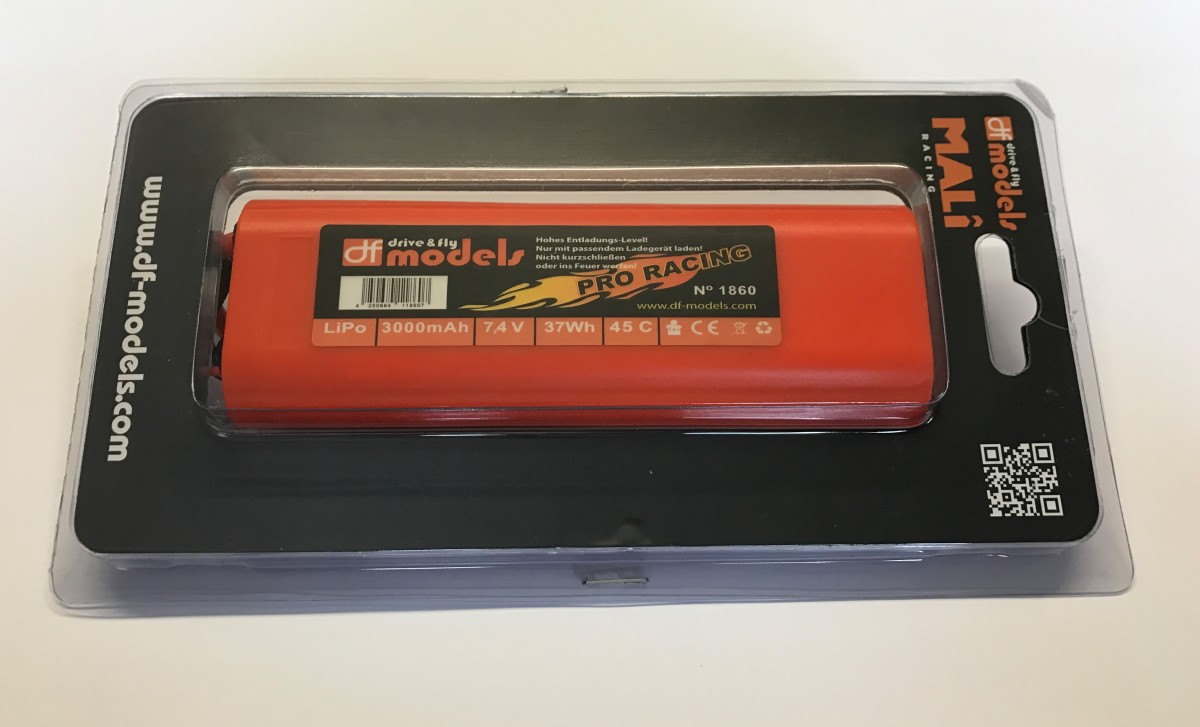 www.df-models.com
df drive & fly
models
Hohes Entladungs-Level!
Nur mit passendem Ladegerät laden!
Nicht kurzschließen
oder ins Feuer werfen!
PRO RACING
Nº 1860
www.df-models.com
LiPo 3000mAh 7,4 V 37Wh 45 C CE
df drive & fly
models
MALÎ
RACING